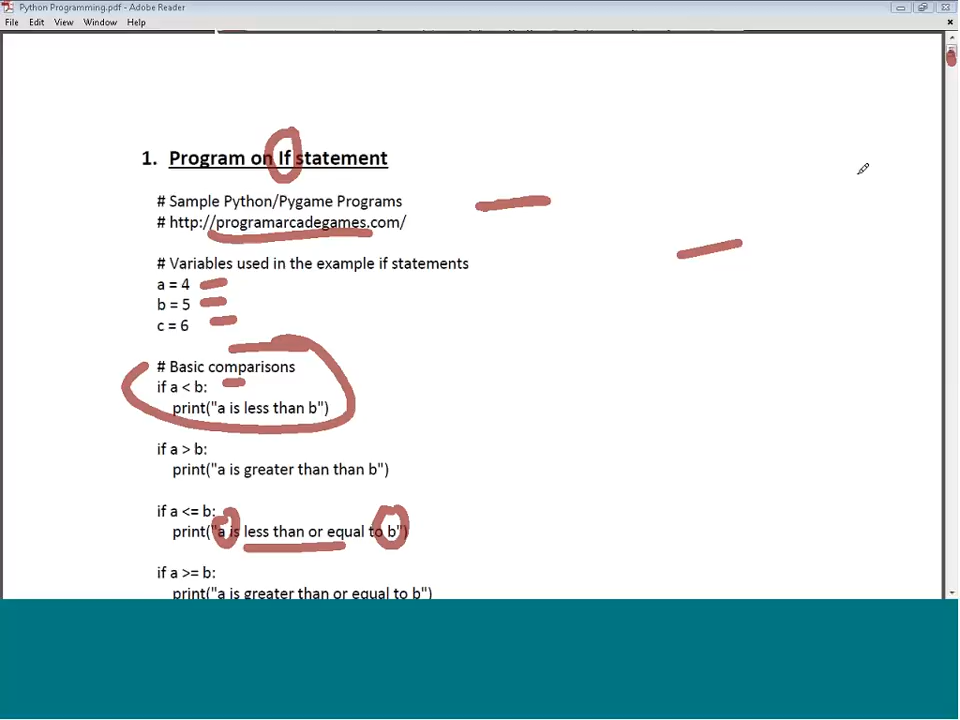 Python Programming.pdf - Adobe Reader
File Edit View Window Help
1. Program on If statement
# Sample Python/Pygame Programs
# http://programarcadegames.com/
# Variables used in the example if statements
a = 4
b = 5
c = 6
# Basic comparisons
if a < b:
print("a is less than b")
if a > b:
print("a is greater than than b")
if a <= b:
print("a is less than or equal to b")
if a >= b:
print("a is greater than or equal to b")